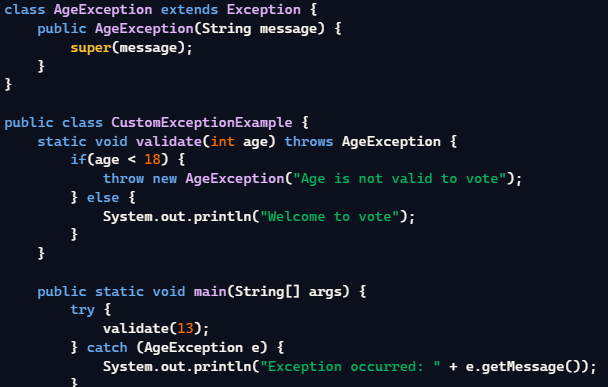 class AgeException extends Exception {
    public AgeException(String message) {
        super(message);
    }
}

public class CustomExceptionExample {
    static void validate(int age) throws AgeException {
        if(age < 18) {
            throw new AgeException("Age is not valid to vote");
        } else {
            System.out.println("Welcome to vote");
        }
    }

    public static void main(String[] args) {
        try {
            validate(13);
        } catch (AgeException e) {
            System.out.println("Exception occurred: " + e.getMessage());
        }